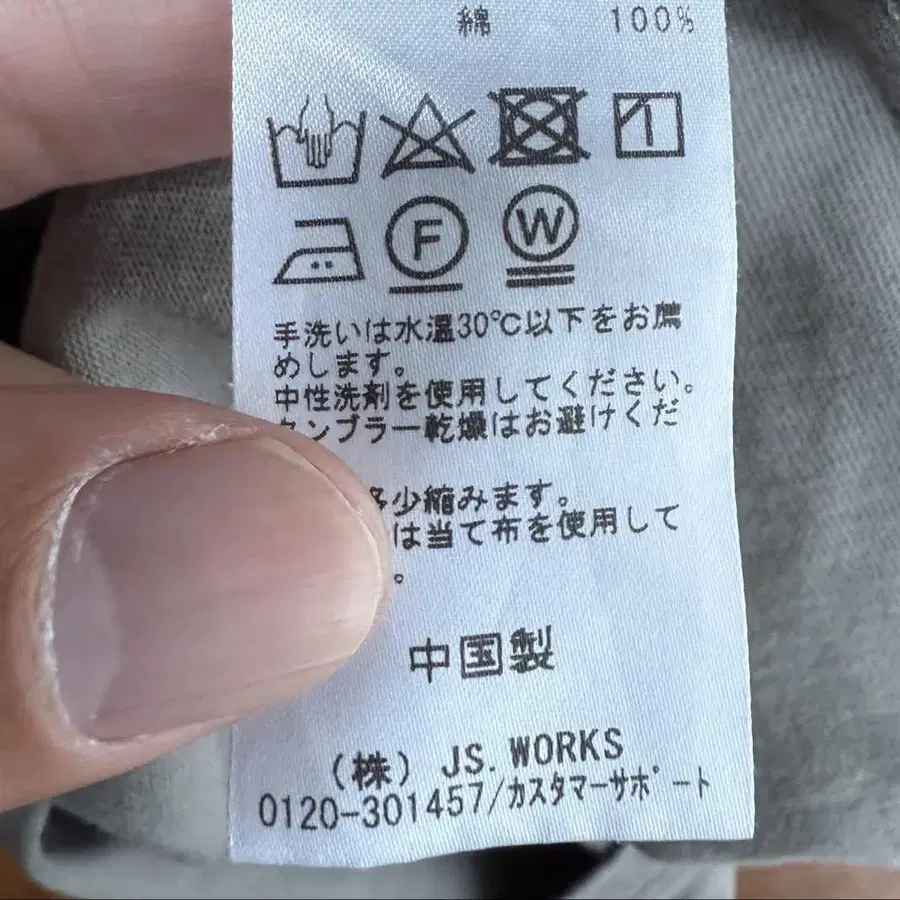 綿 100%
F W
手洗いは水温30℃以下をお薦
めします。
中性洗剤を使用してください。
タンブラー乾燥はお避けくだ
多少縮みます。
は当て布を使用して
。
中国製
(株) JS. WORKS
0120-301457/カスタマーサポート